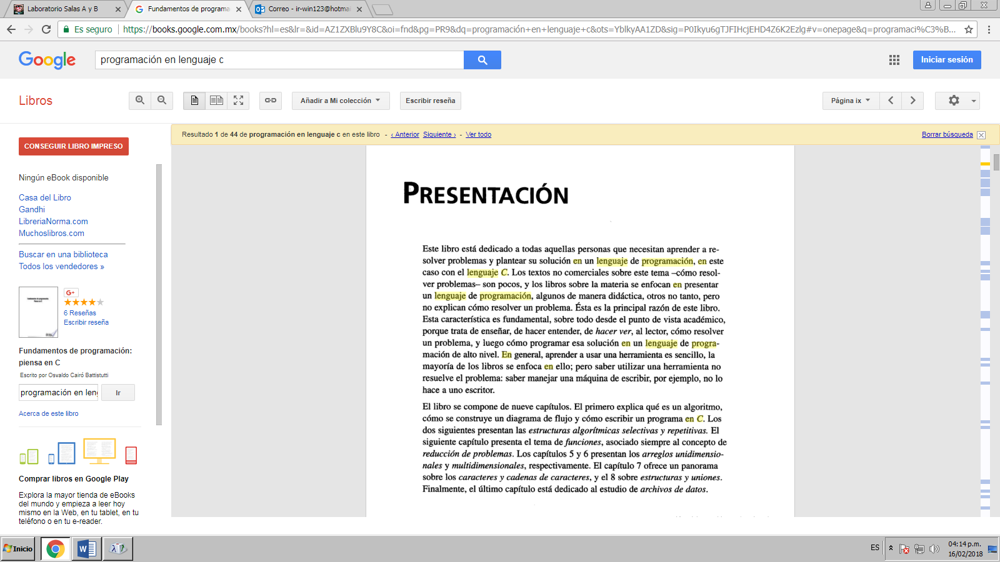 Laboratorio Salas A y B
Fundamentos de programa
Correo - ir-win123@hotmai
Es seguro
https://books.google.com.mx/books?hl=es&lr=&id=AZ1ZXBlu9Y8C&oi=fnd&pg=PR9&dq=programación+en+lenguaje+c&ots=YblkyAA1ZD&sig=P0Ikyu6gTJFIHcjEHD4Z6K2Ezlg#v=onepage&q=programaci%C3%B...
Google
programación en lenguaje c
Iniciar sesión
Libros
Añadir a Mi colección
Escribir reseña
Página ix
Resultado 1 de 44 de programación en lenguaje c en este libro - ‹ Anterior Siguiente › - Ver todo
Borrar búsqueda
CONSEGUIR LIBRO IMPRESO
Ningún eBook disponible
Casa del Libro
Gandhi
LibreriaNorma.com
Muchoslibros.com
Buscar en una biblioteca
Todos los vendedores »
G+
6 Reseñas
Escribir reseña
Fundamentos de programación:
piensa en C
Escrito por Osvaldo Cairó Battistutti
programación en leng
Ir
Acerca de este libro
Comprar libros en Google Play
Explora la mayor tienda de eBooks
del mundo y empieza a leer hoy
mismo en la Web, en tu tablet, en tu
teléfono o en tu e-reader.
PRESENTACIÓN
Este libro está dedicado a todas aquellas personas que necesitan aprender a re-
solver problemas y plantear su solución en un lenguaje de programación, en este
caso con el lenguaje C. Los textos no comerciales sobre este tema –cómo resol-
ver problemas– son pocos, y los libros sobre la materia se enfocan en presentar
un lenguaje de programación, algunos de manera didáctica, otros no tanto, pero
no explican cómo resolver un problema. Ésta es la principal razón de este libro.
Esta característica es fundamental, sobre todo desde el punto de vista académico,
porque trata de enseñar, de hacer entender, de hacer ver, al lector, cómo resolver
un problema, y luego cómo programar esa solución en un lenguaje de progra-
mación de alto nivel. En general, aprender a usar una herramienta es sencillo, la
mayoría de los libros se enfoca en ello; pero saber utilizar una herramienta no
resuelve el problema: saber manejar una máquina de escribir, por ejemplo, no lo
hace a uno escritor.
El libro se compone de nueve capítulos. El primero explica qué es un algoritmo,
cómo se construye un diagrama de flujo y cómo escribir un programa en C. Los
dos siguientes presentan las estructuras algorítmicas selectivas y repetitivas. El
siguiente capítulo presenta el tema de funciones, asociado siempre al concepto de
reducción de problemas. Los capítulos 5 y 6 presentan los arreglos unidimensio-
nales y multidimensionales, respectivamente. El capítulo 7 ofrece un panorama
sobre los caracteres y cadenas de caracteres, y el 8 sobre estructuras y uniones.
Finalmente, el último capítulo está dedicado al estudio de archivos de datos.
Inicio
ES
04:14 p.m.
16/02/2018